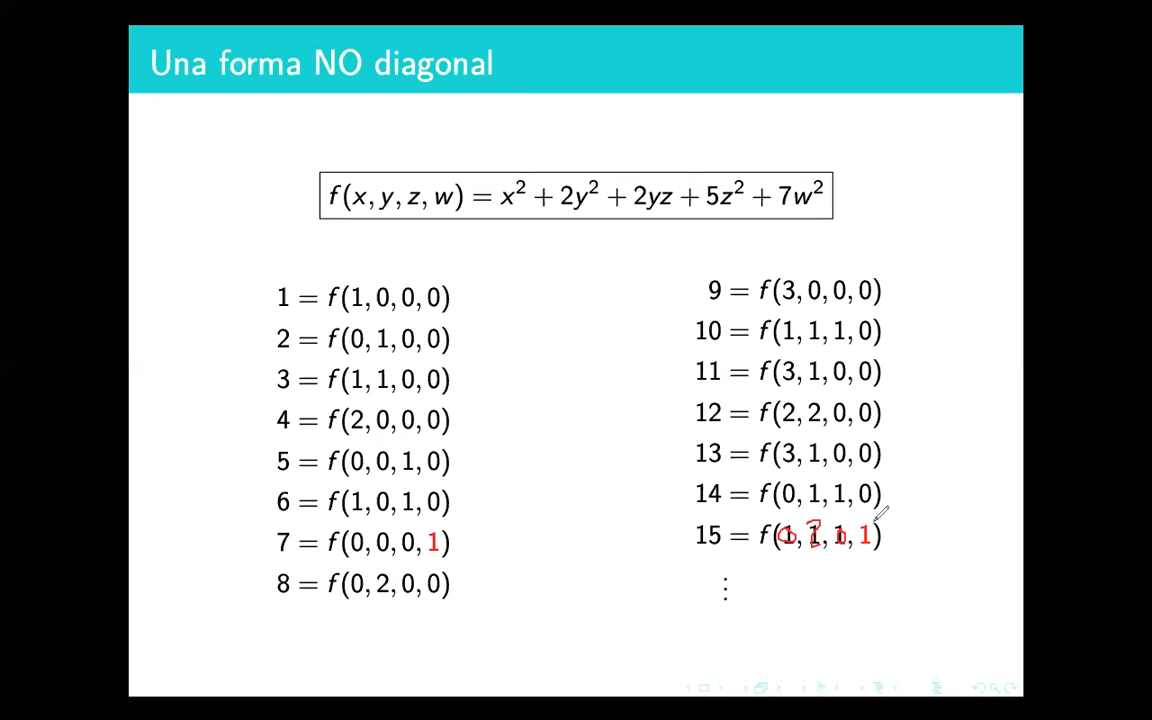 Una forma NO diagonal
f(x, y, z, w) = x² + 2y² + 2yz + 5z² + 7w²
1 = f(1, 0, 0, 0)
2 = f(0, 1, 0, 0)
3 = f(1, 1, 0, 0)
4 = f(2, 0, 0, 0)
5 = f(0, 0, 1, 0)
6 = f(1, 0, 1, 0)
7 = f(0, 0, 0, 1)
8 = f(0, 2, 0, 0)
9 = f(3, 0, 0, 0)
10 = f(1, 1, 1, 0)
11 = f(3, 1, 0, 0)
12 = f(2, 2, 0, 0)
13 = f(3, 1, 0, 0)
14 = f(0, 1, 1, 0)
15 = f(1, 1, 1, 1)
0 2 0
⋮